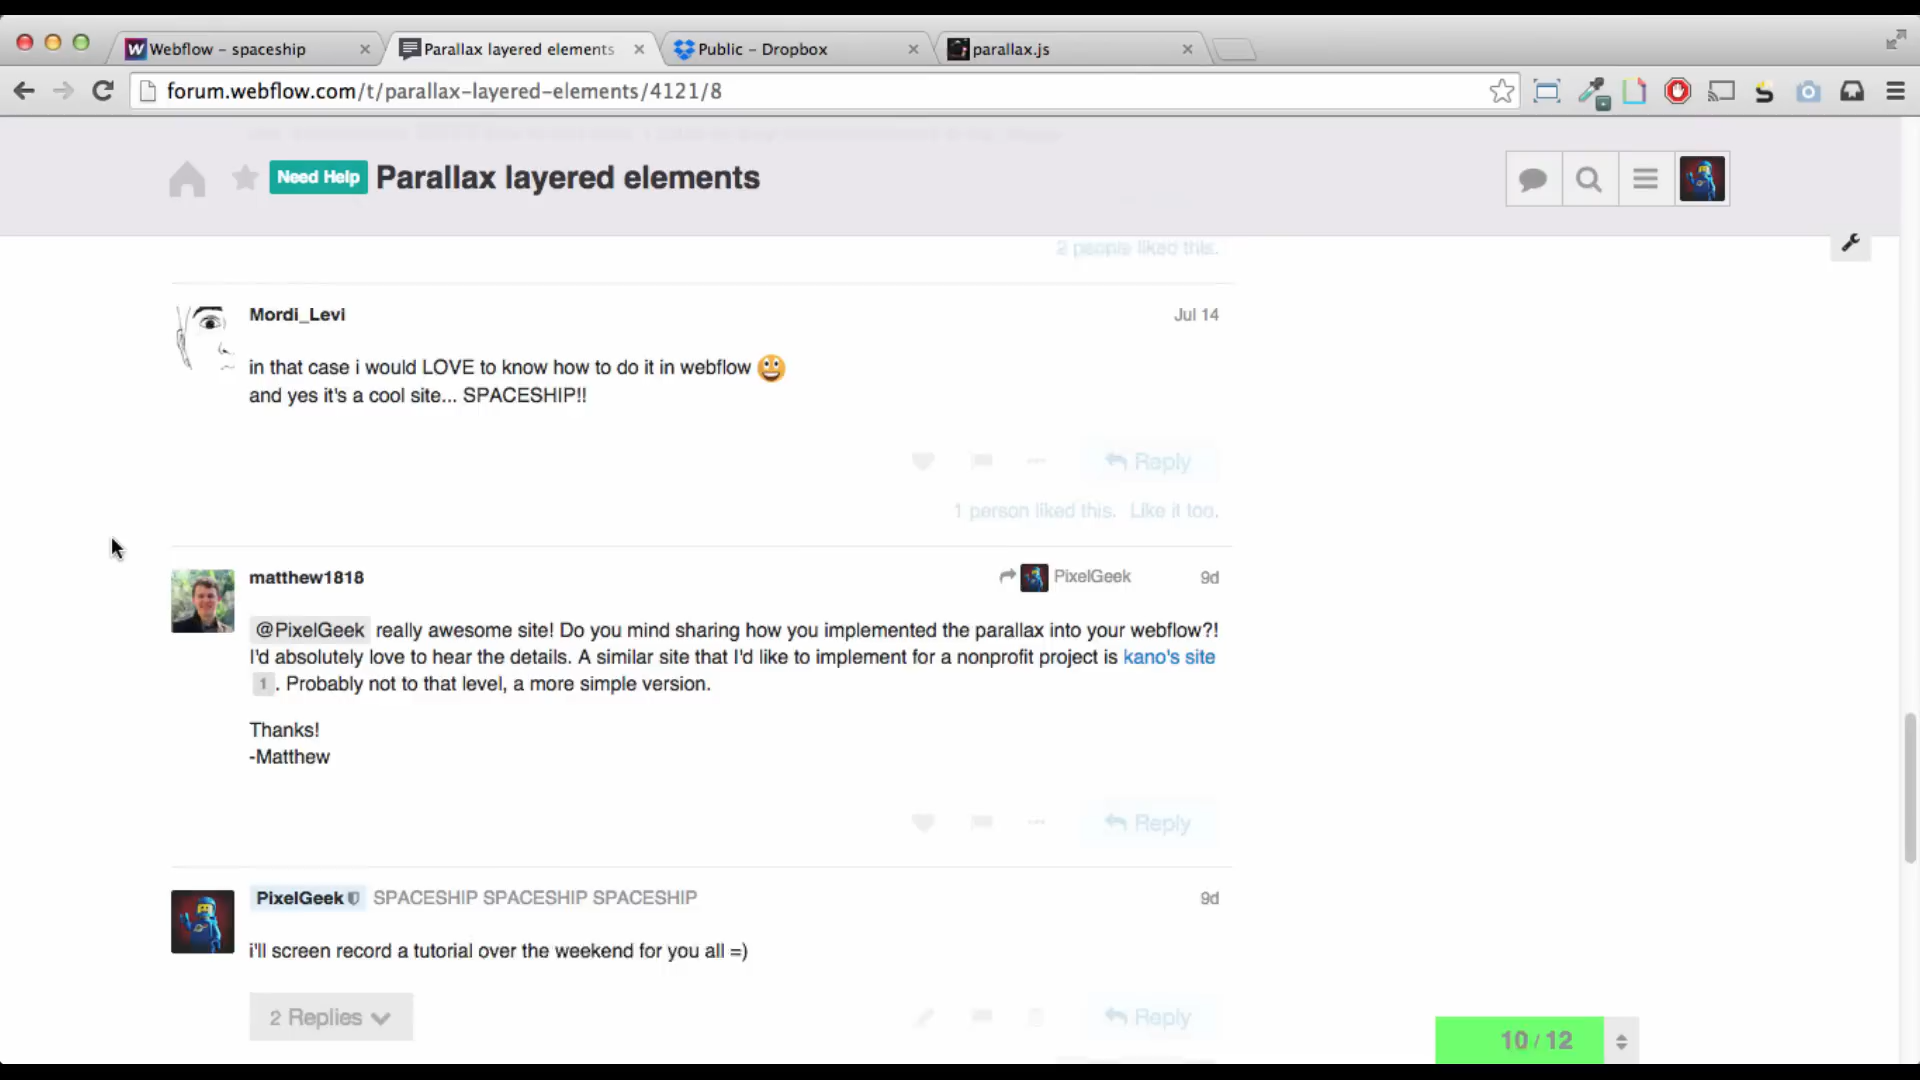 Webflow – spaceship
Parallax layered elements
Public – Dropbox
parallax.js
forum.webflow.com/t/parallax-layered-elements/4121/8
Need Help
Parallax layered elements
2 people liked this.
Mordi_Levi
Jul 14
in that case i would LOVE to know how to do it in webflow
and yes it's a cool site... SPACESHIP!!
Reply
1 person liked this. Like it too.
matthew1818
PixelGeek
9d
@PixelGeek really awesome site! Do you mind sharing how you implemented the parallax into your webflow?!
I'd absolutely love to hear the details. A similar site that I'd like to implement for a nonprofit project is kano's site
1 . Probably not to that level, a more simple version.
Thanks!
-Matthew
Reply
PixelGeek SPACESHIP SPACESHIP SPACESHIP
9d
i'll screen record a tutorial over the weekend for you all =)
2 Replies
Reply
10 / 12